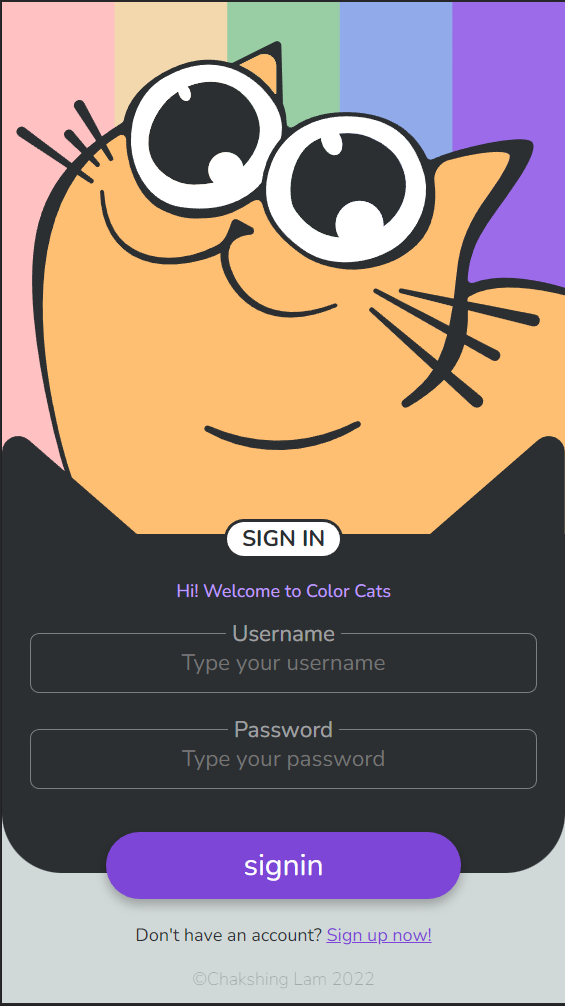 SIGN IN
Hi! Welcome to Color Cats
Username
Type your username
Password
Type your password
signin
Don't have an account? Sign up now!
©Chakshing Lam 2022